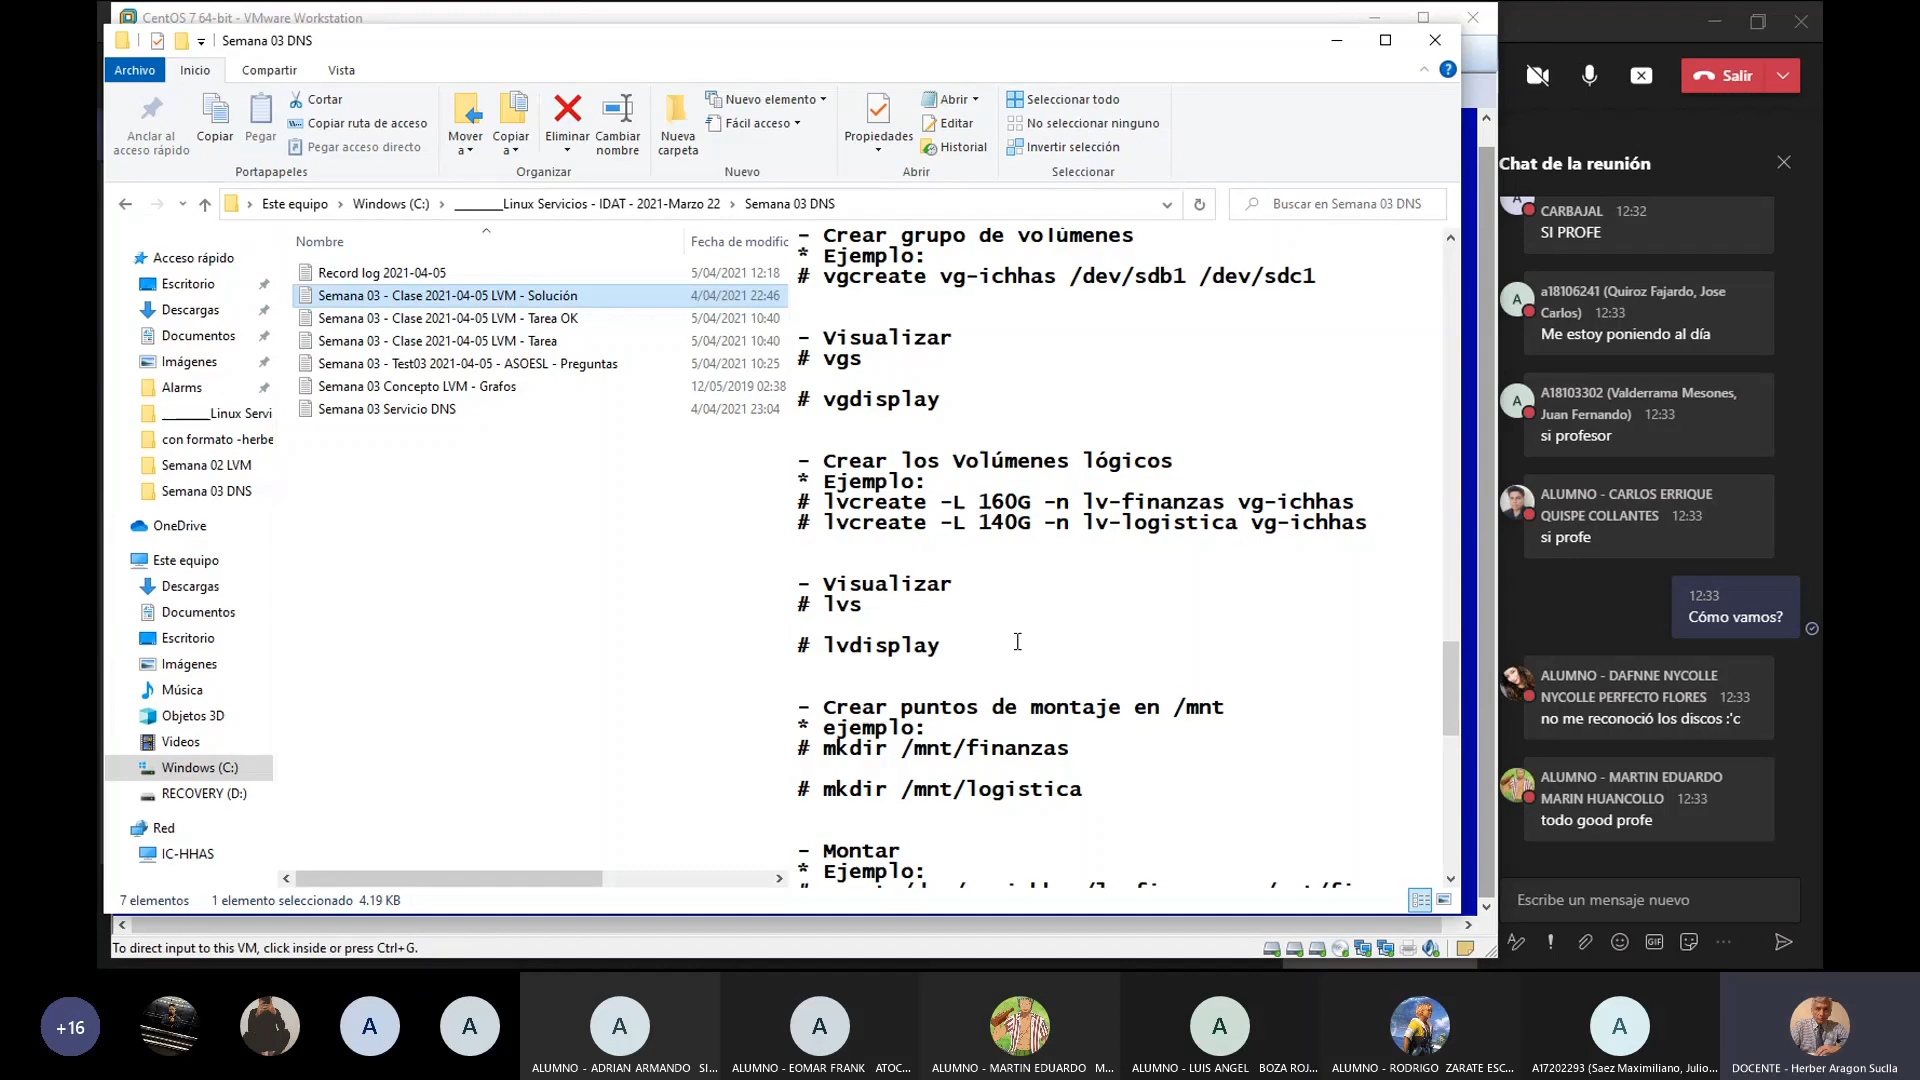 CentOS 7 64-bit - VMware Workstation
Semana 03 DNS
Archivo
Inicio
Compartir
Vista
Anclar al
acceso rápido
Copiar
Pegar
Cortar
Copiar ruta de acceso
Pegar acceso directo
Portapapeles
Mover
a
Copiar
a
Eliminar
Cambiar
nombre
Organizar
Nueva
carpeta
Nuevo elemento
Fácil acceso
Nuevo
Propiedades
Abrir
Editar
Historial
Abrir
Seleccionar todo
No seleccionar ninguno
Invertir selección
Seleccionar
Este equipo
Windows (C:)
________Linux Servicios - IDAT - 2021-Marzo 22
Semana 03 DNS
Buscar en Semana 03 DNS
Acceso rápido
Escritorio
Descargas
Documentos
Imágenes
Alarms
________Linux Servi
con formato -herbe
Semana 02 LVM
Semana 03 DNS
OneDrive
Este equipo
Descargas
Documentos
Escritorio
Imágenes
Música
Objetos 3D
Videos
Windows (C:)
RECOVERY (D:)
Red
IC-HHAS
Nombre
Fecha de modific
Record log 2021-04-05 5/04/2021 12:18
Semana 03 - Clase 2021-04-05 LVM - Solución 4/04/2021 22:46
Semana 03 - Clase 2021-04-05 LVM - Tarea OK 5/04/2021 10:40
Semana 03 - Clase 2021-04-05 LVM - Tarea 5/04/2021 10:40
Semana 03 - Test03 2021-04-05 - ASOESL - Preguntas 5/04/2021 10:25
Semana 03 Concepto LVM - Grafos 12/05/2019 02:38
Semana 03 Servicio DNS 4/04/2021 23:04
- Crear grupo de volúmenes
* Ejemplo:
# vgcreate vg-ichhas /dev/sdb1 /dev/sdc1
- Visualizar
# vgs
# vgdisplay
- Crear los Volúmenes lógicos
* Ejemplo:
# lvcreate -L 160G -n lv-finanzas vg-ichhas
# lvcreate -L 140G -n lv-logistica vg-ichhas
- Visualizar
# lvs
# lvdisplay
- Crear puntos de montaje en /mnt
* ejemplo:
# mkdir /mnt/finanzas
# mkdir /mnt/logistica
- Montar
* Ejemplo:
7 elementos
1 elemento seleccionado 4.19 KB
To direct input to this VM, click inside or press Ctrl+G.
Salir
Chat de la reunión
CARBAJAL 12:32
SI PROFE
A
a18106241 (Quiroz Fajardo, Jose
Carlos) 12:33
Me estoy poniendo al día
A
A18103302 (Valderrama Mesones,
Juan Fernando) 12:33
si profesor
ALUMNO - CARLOS ERRIQUE
QUISPE COLLANTES 12:33
si profe
12:33
Cómo vamos?
ALUMNO - DAFNNE NYCOLLE
NYCOLLE PERFECTO FLORES 12:33
no me reconoció los discos :'c
ALUMNO - MARTIN EDUARDO
MARIN HUANCOLLO 12:33
todo good profe
Escribe un mensaje nuevo
GIF
+16
A
A
A
A
A
A
ALUMNO - ADRIAN ARMANDO SI...
ALUMNO - EOMAR FRANK ATOC...
ALUMNO - MARTIN EDUARDO M...
ALUMNO - LUIS ANGEL BOZA ROJ...
ALUMNO - RODRIGO ZARATE ESC...
A17202293 (Saez Maximiliano, Julio...
DOCENTE - Herber Aragon Suclla